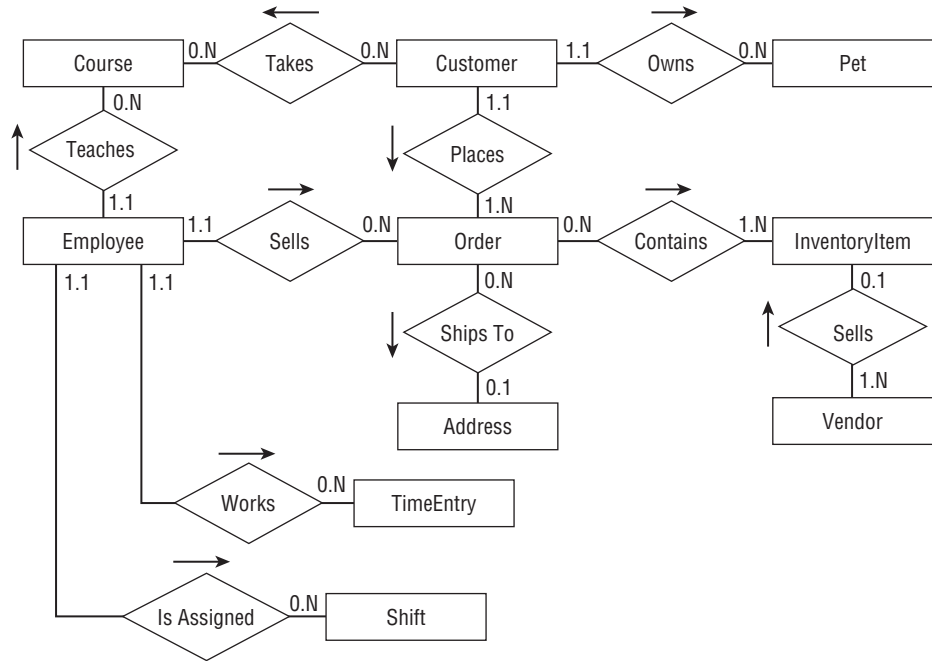 Course
0.N
Takes
0.N
Customer
1.1
Owns
0.N
Pet
0.N
1.1
Teaches
Places
1.1
1.N
Employee
1.1
Sells
0.N
Order
0.N
Contains
1.N
InventoryItem
1.1
1.1
0.N
0.1
Ships To
Sells
0.1
1.N
Address
Vendor
Works
0.N
TimeEntry
Is Assigned
0.N
Shift